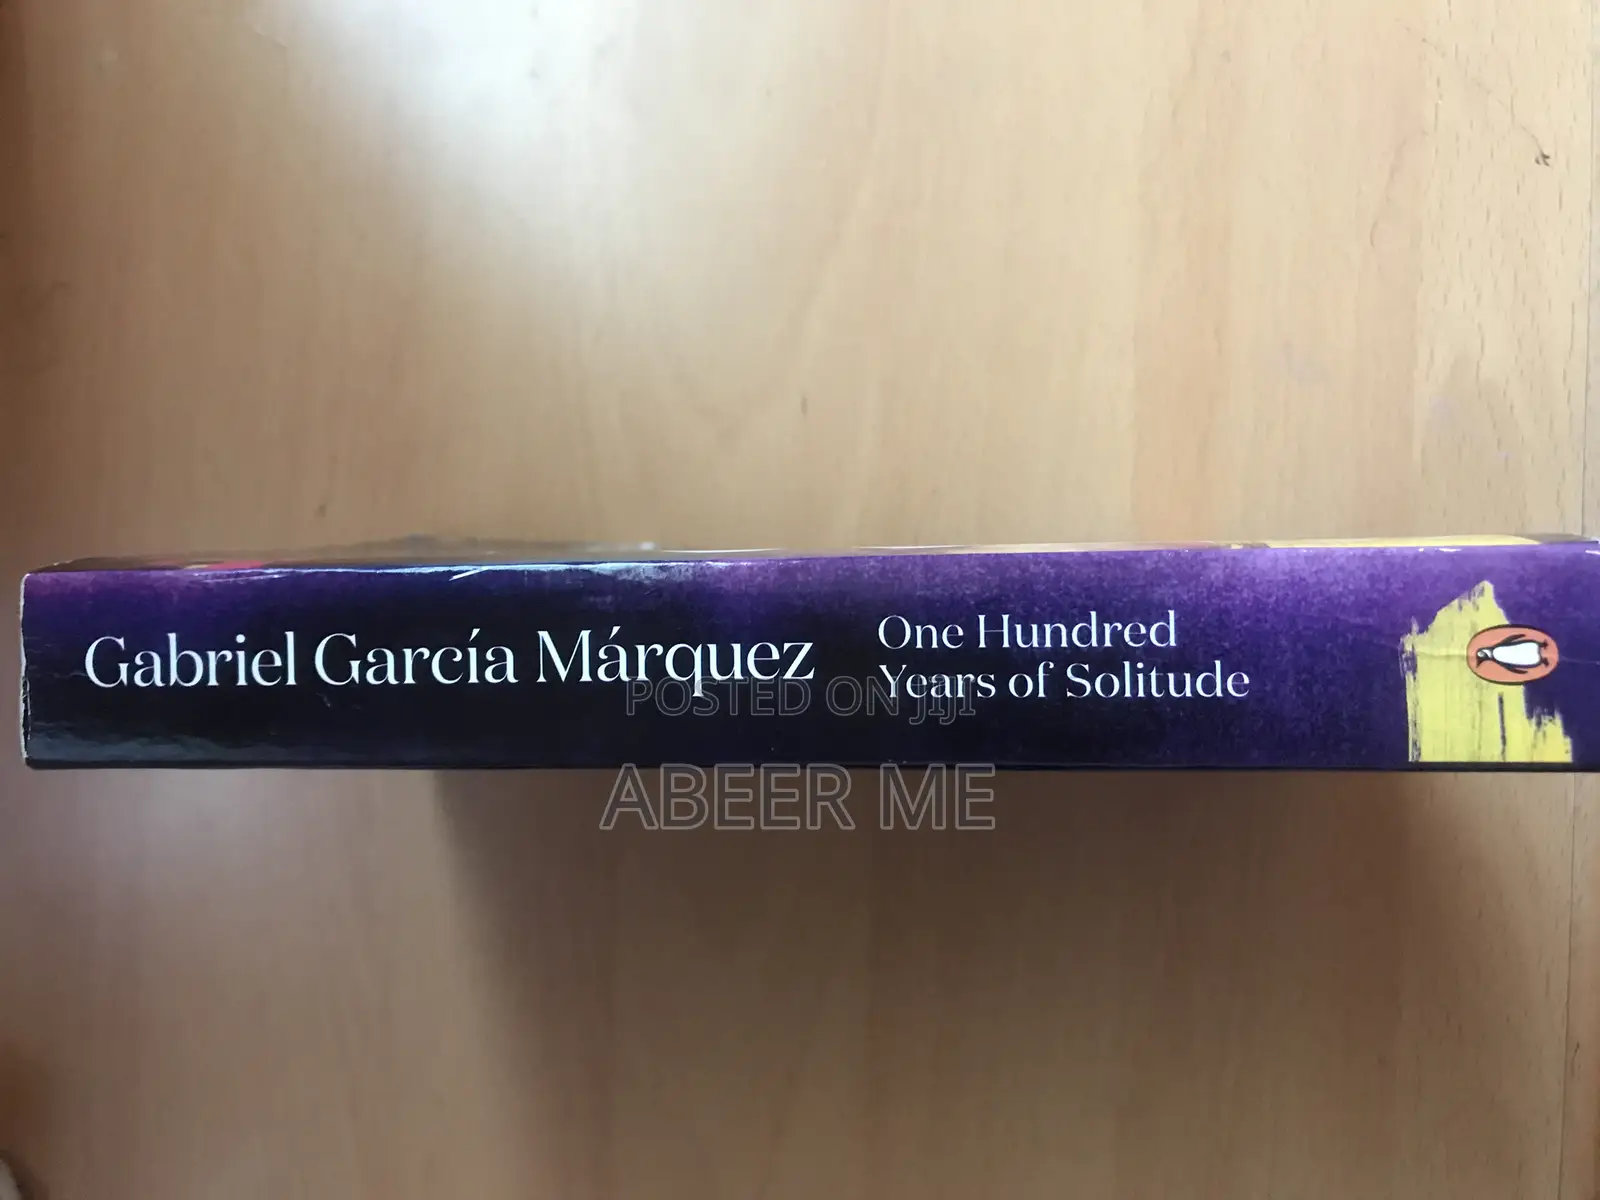 Gabriel García Márquez
One Hundred
Years of Solitude
POSTED ON JIJI
ABEER ME